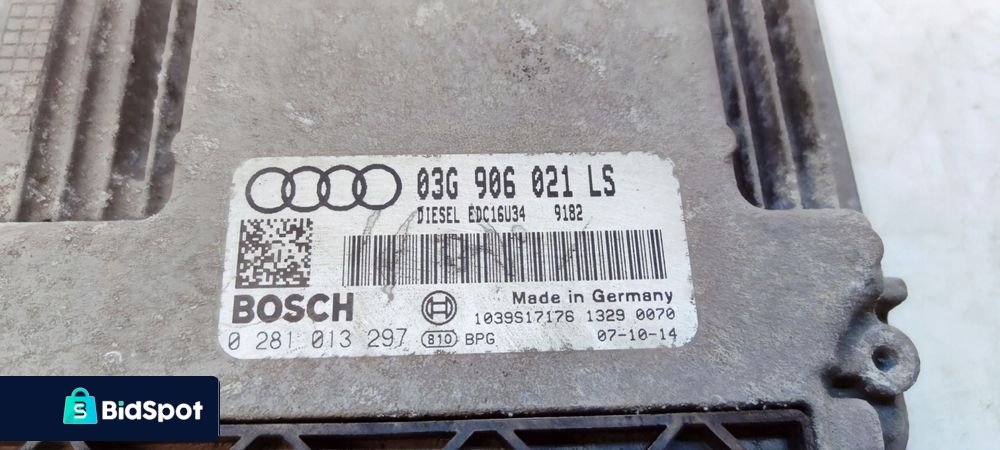 03G 906 021 LS
DIESEL EDC16U34 9182
BOSCH
Made in Germany
1039S17176 1329 0070
0 281 013 297 810 BPG 07-10-14
BidSpot